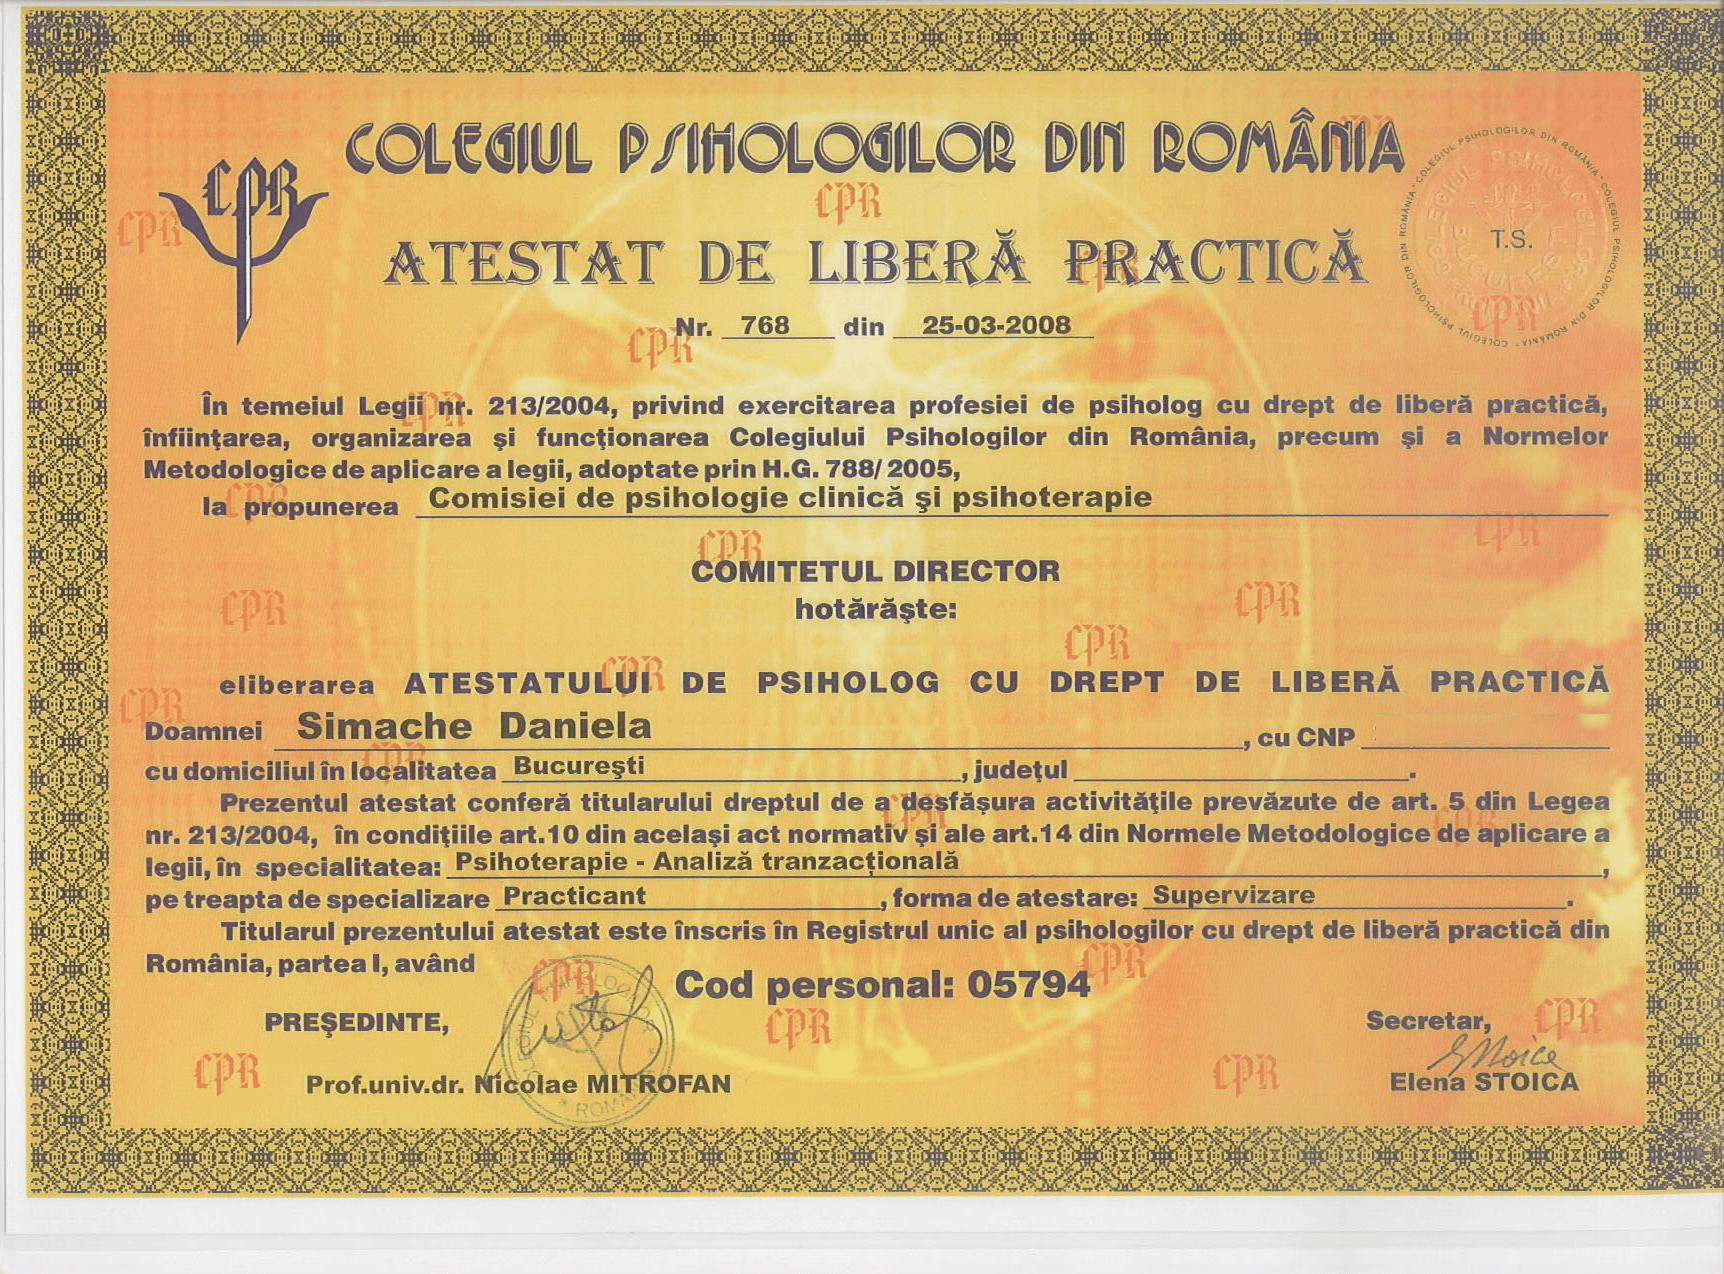 CPR
COLEGIUL PSIHOLOGILOR DIN ROMÂNIA
ATESTAT DE LIBERĂ PRACTICĂ
COLEGIUL PSIHOLOGILOR DIN ROMÂNIA
T.S.
Nr. 768 din 25-03-2008
În temeiul Legii nr. 213/2004, privind exercitarea profesiei de psiholog cu drept de liberă practică,
înfiinţarea, organizarea şi funcţionarea Colegiului Psihologilor din România, precum şi a Normelor
Metodologice de aplicare a legii, adoptate prin H.G. 788/ 2005,
la propunerea Comisiei de psihologie clinică şi psihoterapie
COMITETUL DIRECTOR
hotărăşte:
eliberarea ATESTATULUI DE PSIHOLOG CU DREPT DE LIBERĂ PRACTICĂ
Doamnei Simache Daniela, cu CNP
cu domiciliul în localitatea Bucureşti, judeţul .
Prezentul atestat conferă titularului dreptul de a desfăşura activităţile prevăzute de art. 5 din Legea
nr. 213/2004, în condiţiile art.10 din acelaşi act normativ şi ale art.14 din Normele Metodologice de aplicare a
legii, în specialitatea: Psihoterapie - Analiză tranzacţională,
pe treapta de specializare Practicant, forma de atestare: Supervizare.
Titularul prezentului atestat este înscris în Registrul unic al psihologilor cu drept de liberă practică din
România, partea I, având
Cod personal: 05794
PREŞEDINTE,
Prof.univ.dr. Nicolae MITROFAN
Secretar,
Elena STOICA